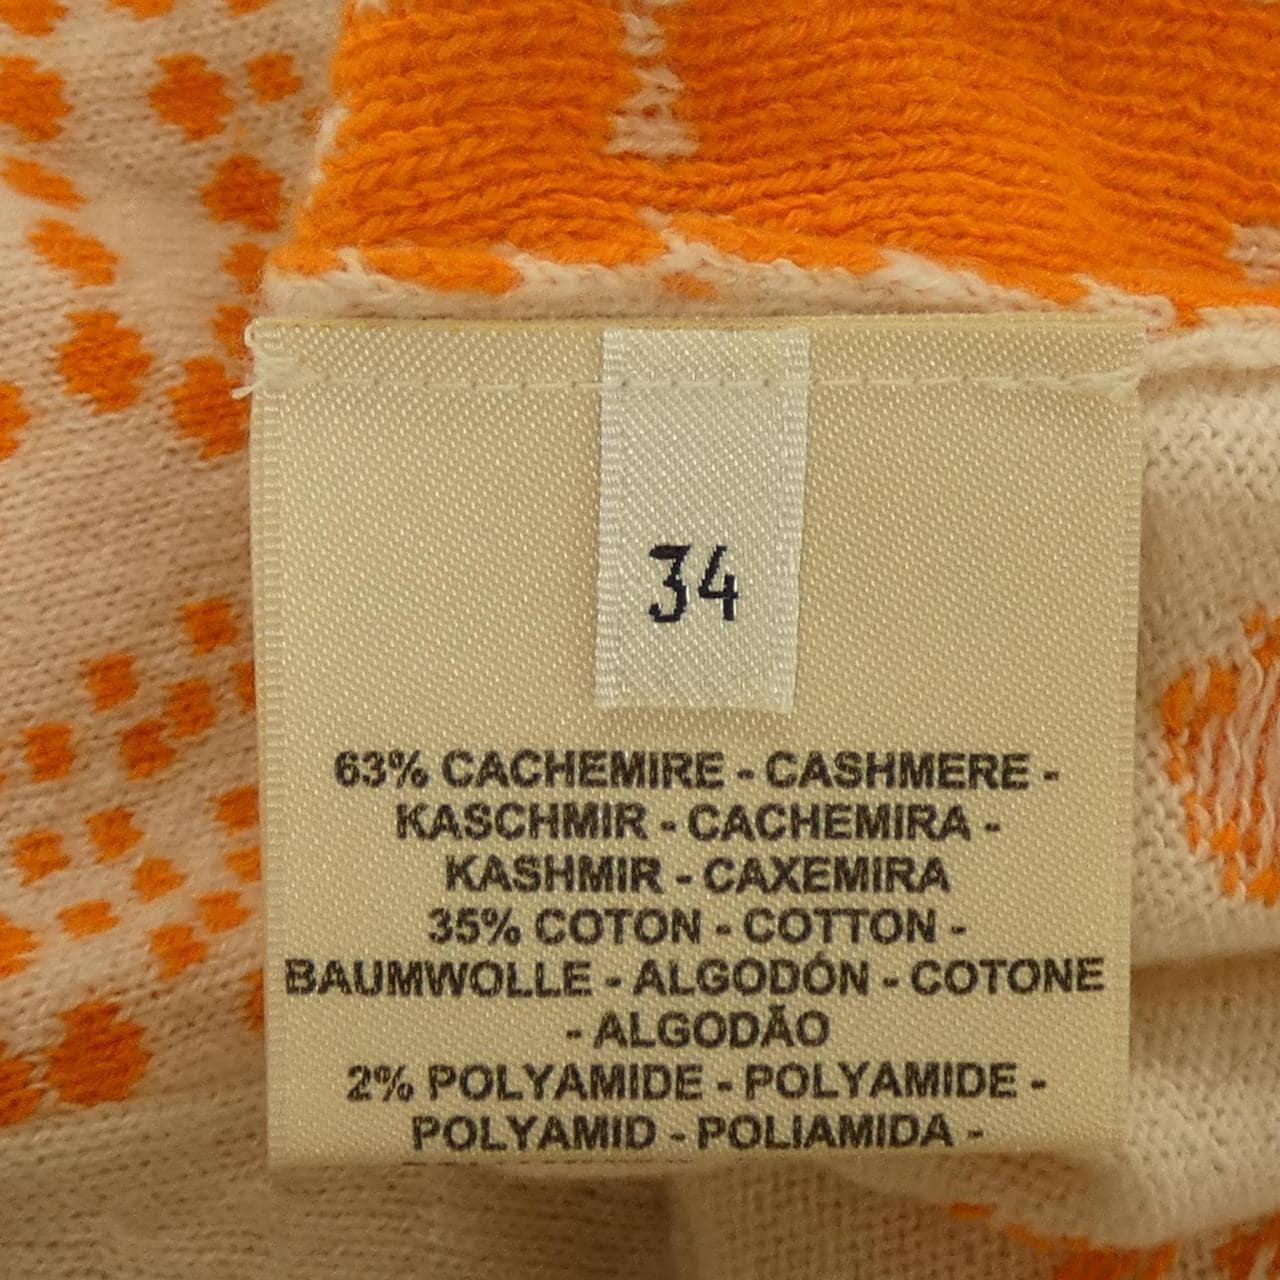 34
63% CACHEMIRE - CASHMERE -
KASCHMIR - CACHEMIRA -
KASHMIR - CAXEMIRA
35% COTON - COTTON -
BAUMWOLLE - ALGODÓN - COTONE
- ALGODÃO
2% POLYAMIDE - POLYAMIDE -
POLYAMID - POLIAMIDA -